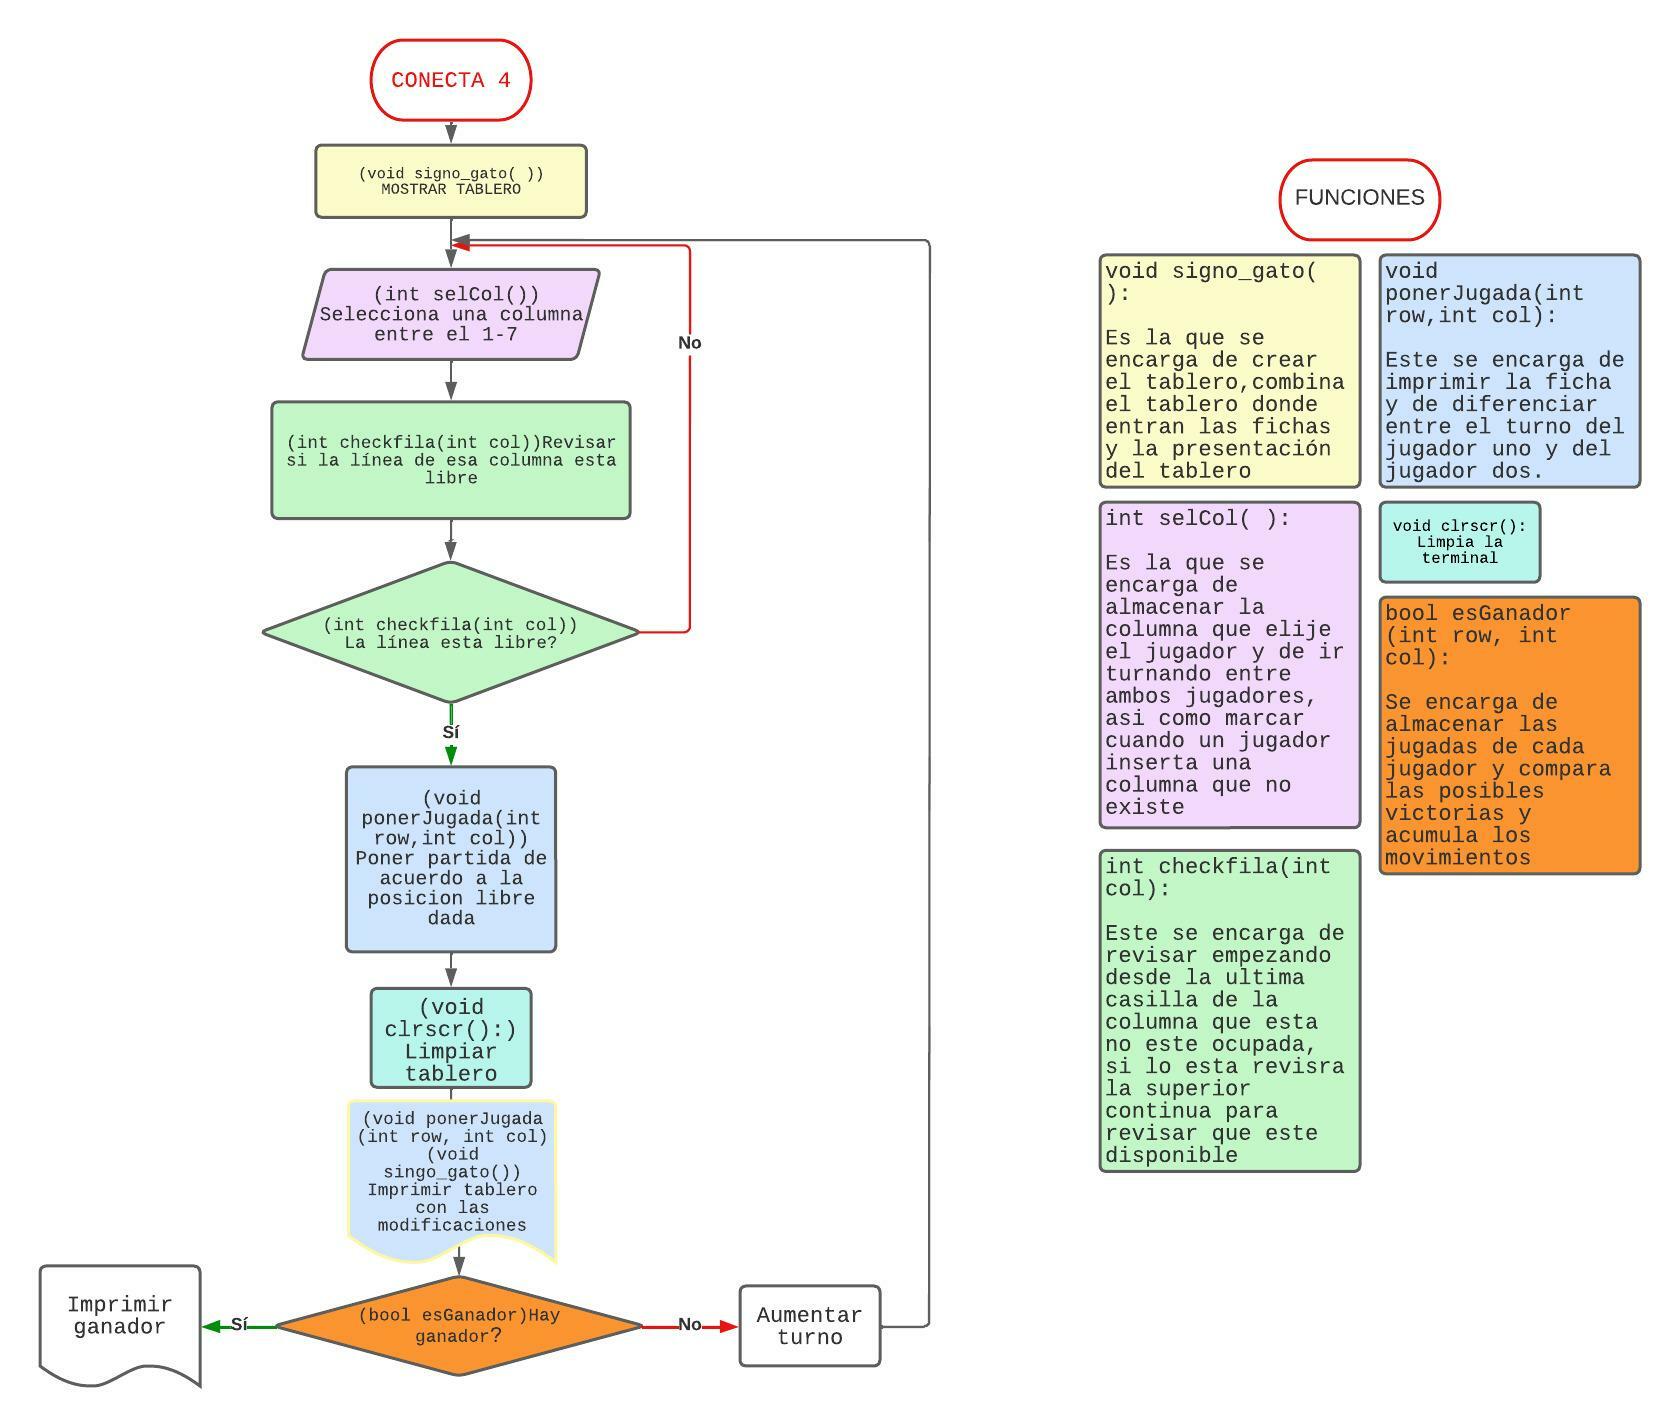 CONECTA 4
(void signo_gato( ))
MOSTRAR TABLERO
(int selCol())
Selecciona una columna
entre el 1-7
No
(int checkfila(int col))Revisar
si la línea de esa columna esta
libre
(int checkfila(int col))
La línea esta libre?
Sí
(void
ponerJugada(int
row,int col))
Poner partida de
acuerdo a la
posicion libre
dada
(void
clrscr():)
Limpiar
tablero
(void ponerJugada
(int row, int col)
(void
singo_gato())
Imprimir tablero
con las
modificaciones
(bool esGanador)Hay
ganador?
Sí
Imprimir
ganador
No
Aumentar
turno
FUNCIONES
void signo_gato(
):
Es la que se
encarga de crear
el tablero,combina
el tablero donde
entran las fichas
y la presentación
del tablero
void
ponerJugada(int
row,int col):
Este se encarga de
imprimir la ficha
y de diferenciar
entre el turno del
jugador uno y del
jugador dos.
int selCol( ):
Es la que se
encarga de
almacenar la
columna que elije
el jugador y de ir
turnando entre
ambos jugadores,
asi como marcar
cuando un jugador
inserta una
columna que no
existe
void clrscr():
Limpia la
terminal
bool esGanador
(int row, int
col):
Se encarga de
almacenar las
jugadas de cada
jugador y compara
las posibles
victorias y
acumula los
movimientos
int checkfila(int
col):
Este se encarga de
revisar empezando
desde la ultima
casilla de la
columna que esta
no este ocupada,
si lo esta revisra
la superior
continua para
revisar que este
disponible